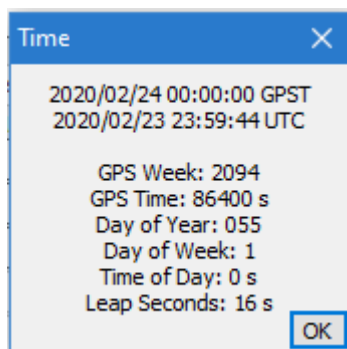 Time
2020/02/24 00:00:00 GPST
2020/02/23 23:59:44 UTC
GPS Week: 2094
GPS Time: 86400 s
Day of Year: 055
Day of Week: 1
Time of Day: 0 s
Leap Seconds: 16 s
OK